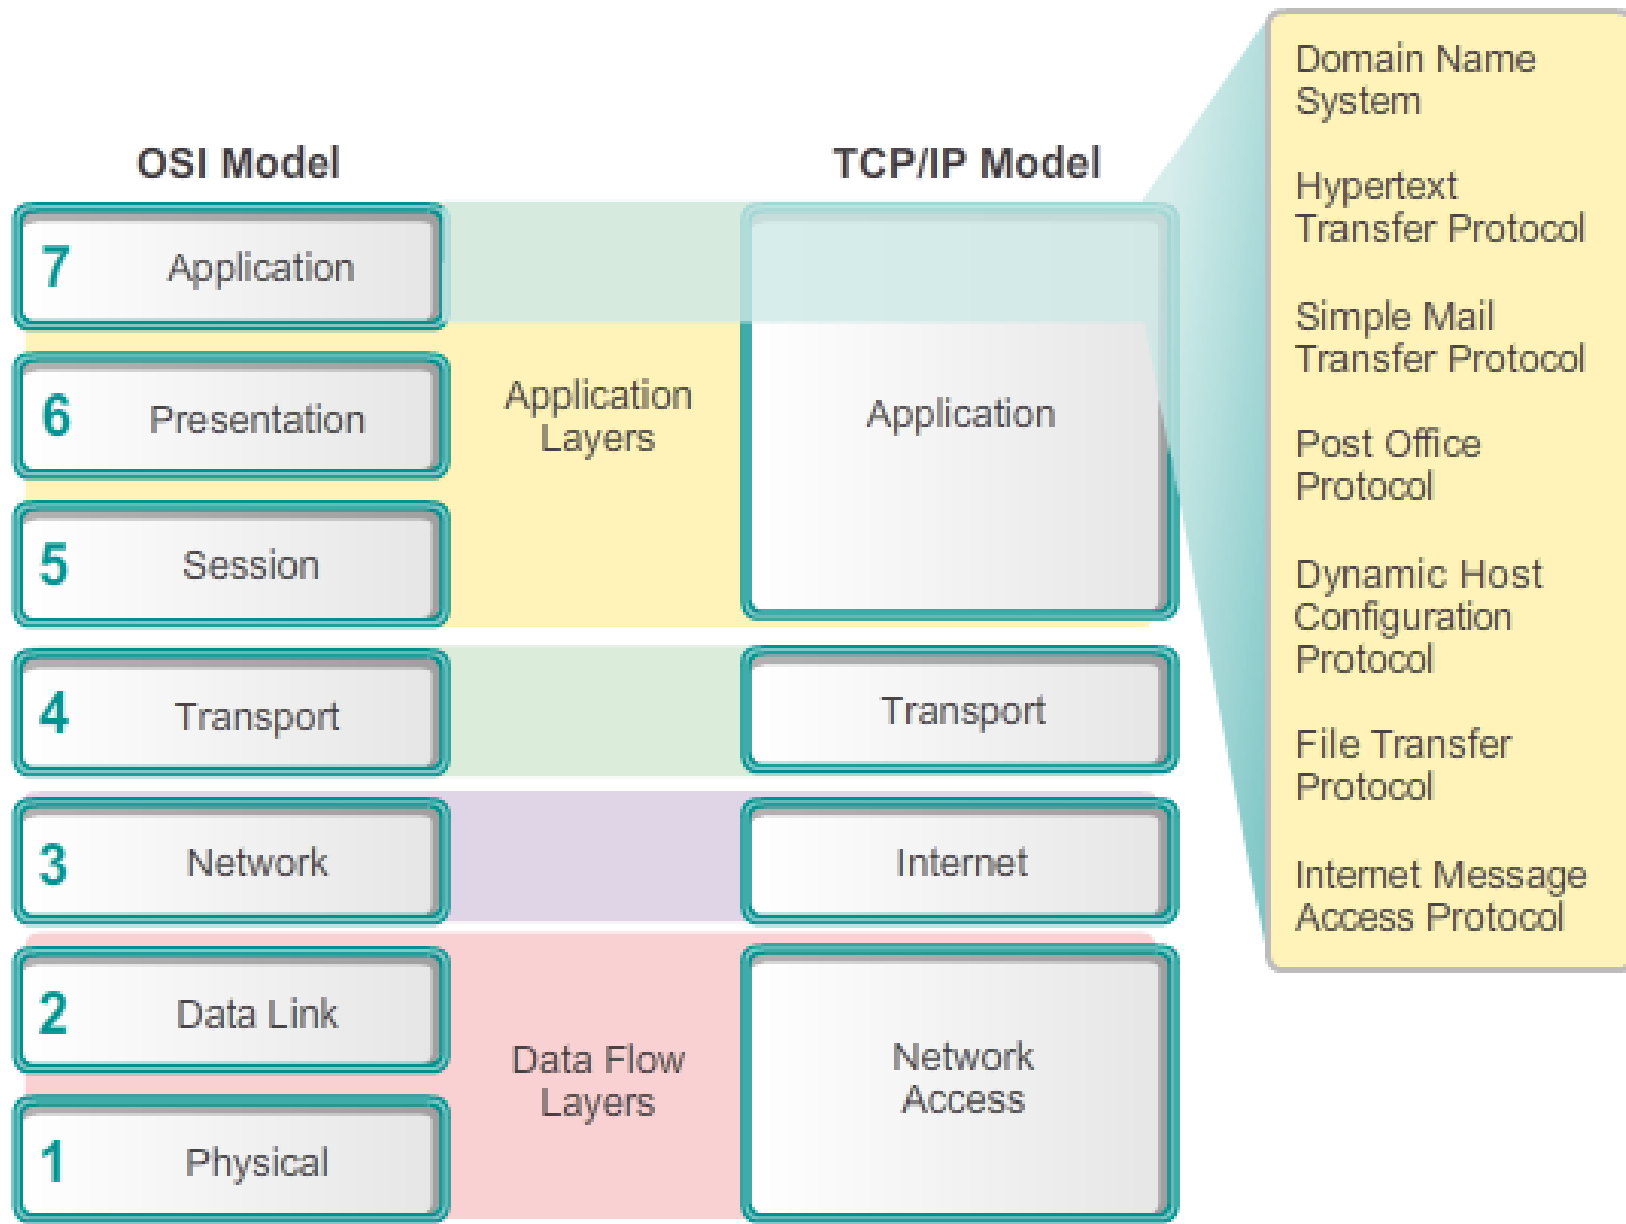 OSI Model
7 Application
6 Presentation
5 Session
4 Transport
3 Network
2 Data Link
1 Physical
Application
Layers
Data Flow
Layers
TCP/IP Model
Application
Transport
Internet
Network
Access
Domain Name
System
Hypertext
Transfer Protocol
Simple Mail
Transfer Protocol
Post Office
Protocol
Dynamic Host
Configuration
Protocol
File Transfer
Protocol
Internet Message
Access Protocol